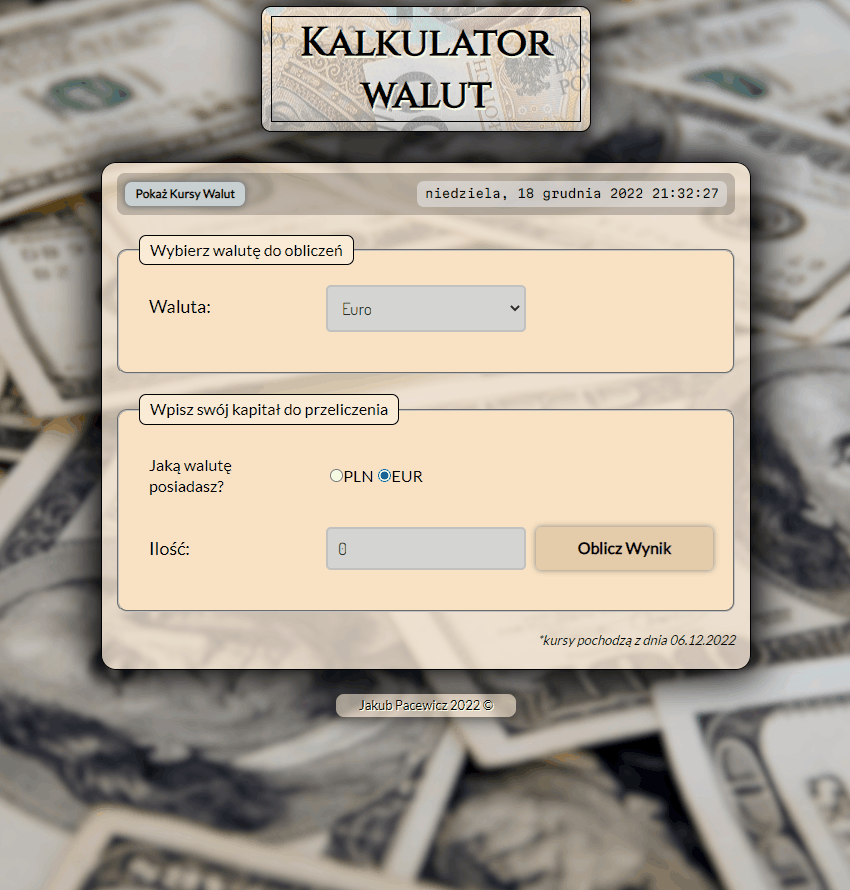 Kalkulator
walut
Pokaż Kursy Walut
niedziela, 18 grudnia 2022 21:32:27
Wybierz walutę do obliczeń
Waluta:
Euro
Wpisz swój kapitał do przeliczenia
Jaką walutę
posiadasz?
PLN EUR
Ilość:
0
Oblicz Wynik
*kursy pochodzą z dnia 06.12.2022
Jakub Pacewicz 2022 ©